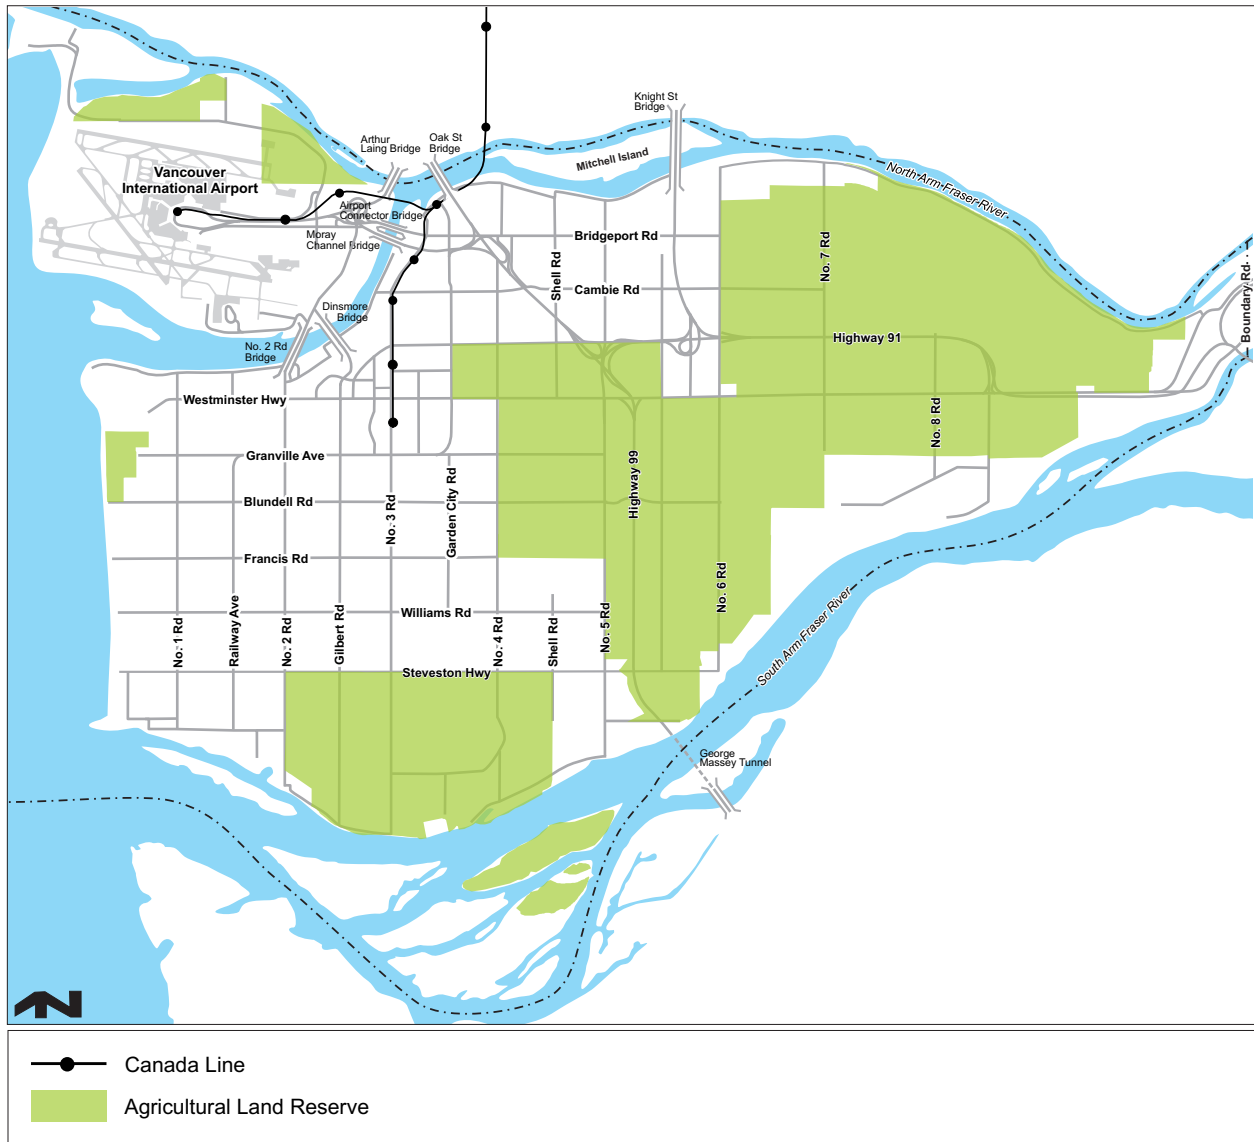 Knight St
Bridge
Arthur
Laing Bridge
Oak St
Bridge
Mitchell Island
Vancouver
International Airport
North Arm Fraser River
Airport
Connector Bridge
Moray
Channel Bridge
Bridgeport Rd
No. 7 Rd
Shell Rd
Cambie Rd
Boundary Rd
Dinsmore
Bridge
No. 2 Rd
Bridge
Highway 91
Westminster Hwy
No. 8 Rd
Granville Ave
Highway 99
Garden City Rd
Blundell Rd
No. 3 Rd
Francis Rd
No. 6 Rd
Williams Rd
South Arm Fraser River
No. 1 Rd
Railway Ave
No. 2 Rd
Gilbert Rd
No. 4 Rd
Shell Rd
No. 5 Rd
Steveston Hwy
George
Massey Tunnel
N
Canada Line
Agricultural Land Reserve